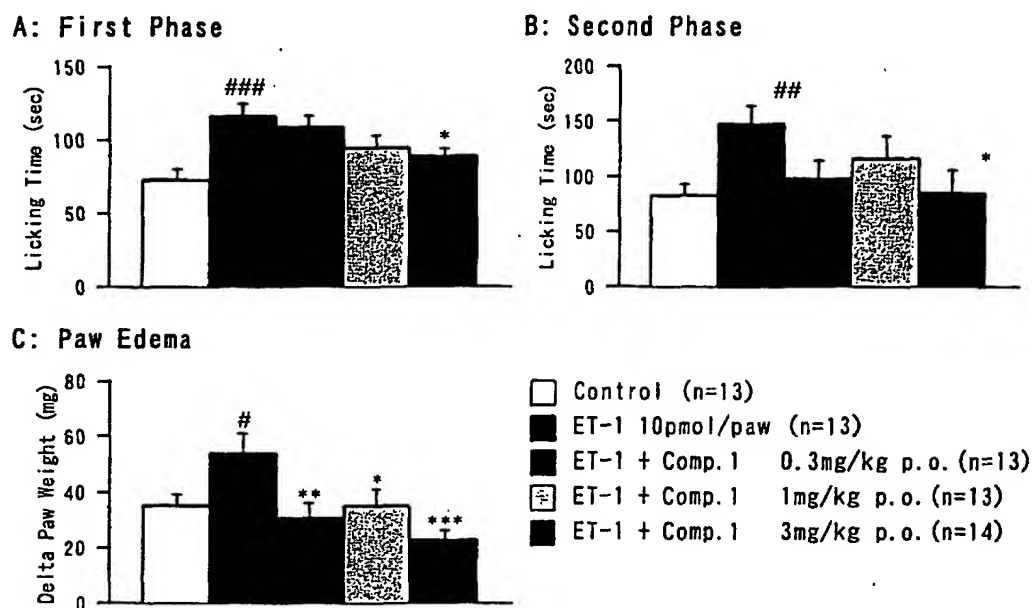 A: First Phase
Licking Time (sec)
150
100
50
0
###
*
B: Second Phase
Licking Time (sec)
200
150
100
50
0
##
*
C: Paw Edema
Delta Paw Weight (mg)
80
60
40
20
0
#
**
*
***
Control (n=13)
ET-1 10pmol/paw (n=13)
ET-1 + Comp.1 0.3mg/kg p.o.(n=13)
ET-1 + Comp.1 1mg/kg p.o.(n=13)
ET-1 + Comp.1 3mg/kg p.o.(n=14)